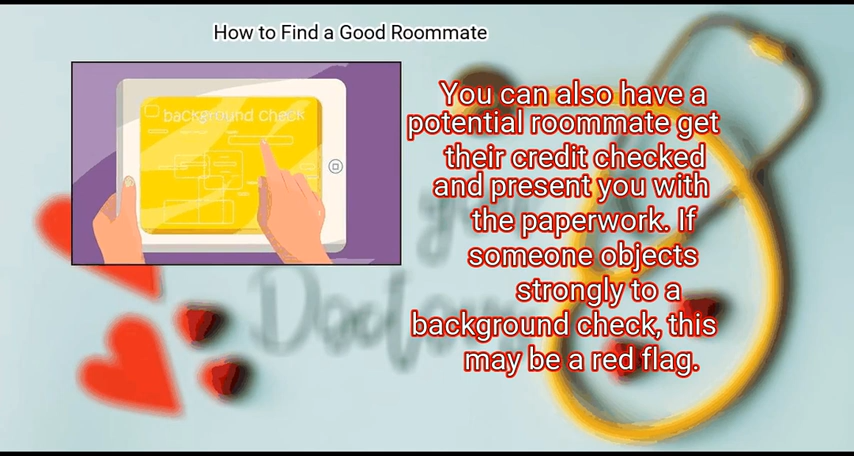 How to Find a Good Roommate
background check
You can also have a
potential roommate get
their credit checked
and present you with
the paperwork. If
someone objects
strongly to a
background check, this
may be a red flag.